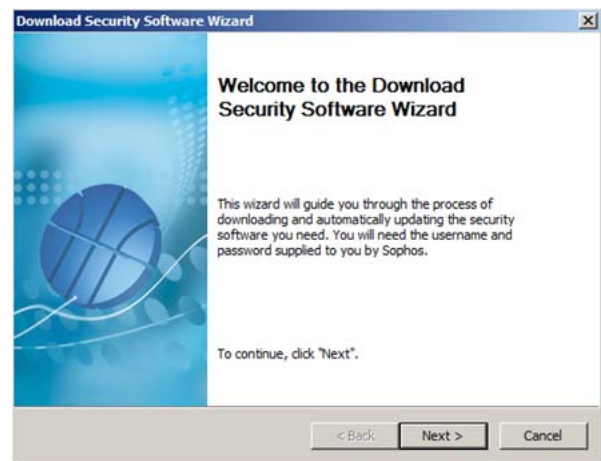 Download Security Software Wizard
Welcome to the Download
Security Software Wizard
This wizard will guide you through the process of
downloading and automatically updating the security
software you need. You will need the username and
password supplied to you by Sophos.
To continue, click "Next".
< Back
Next >
Cancel